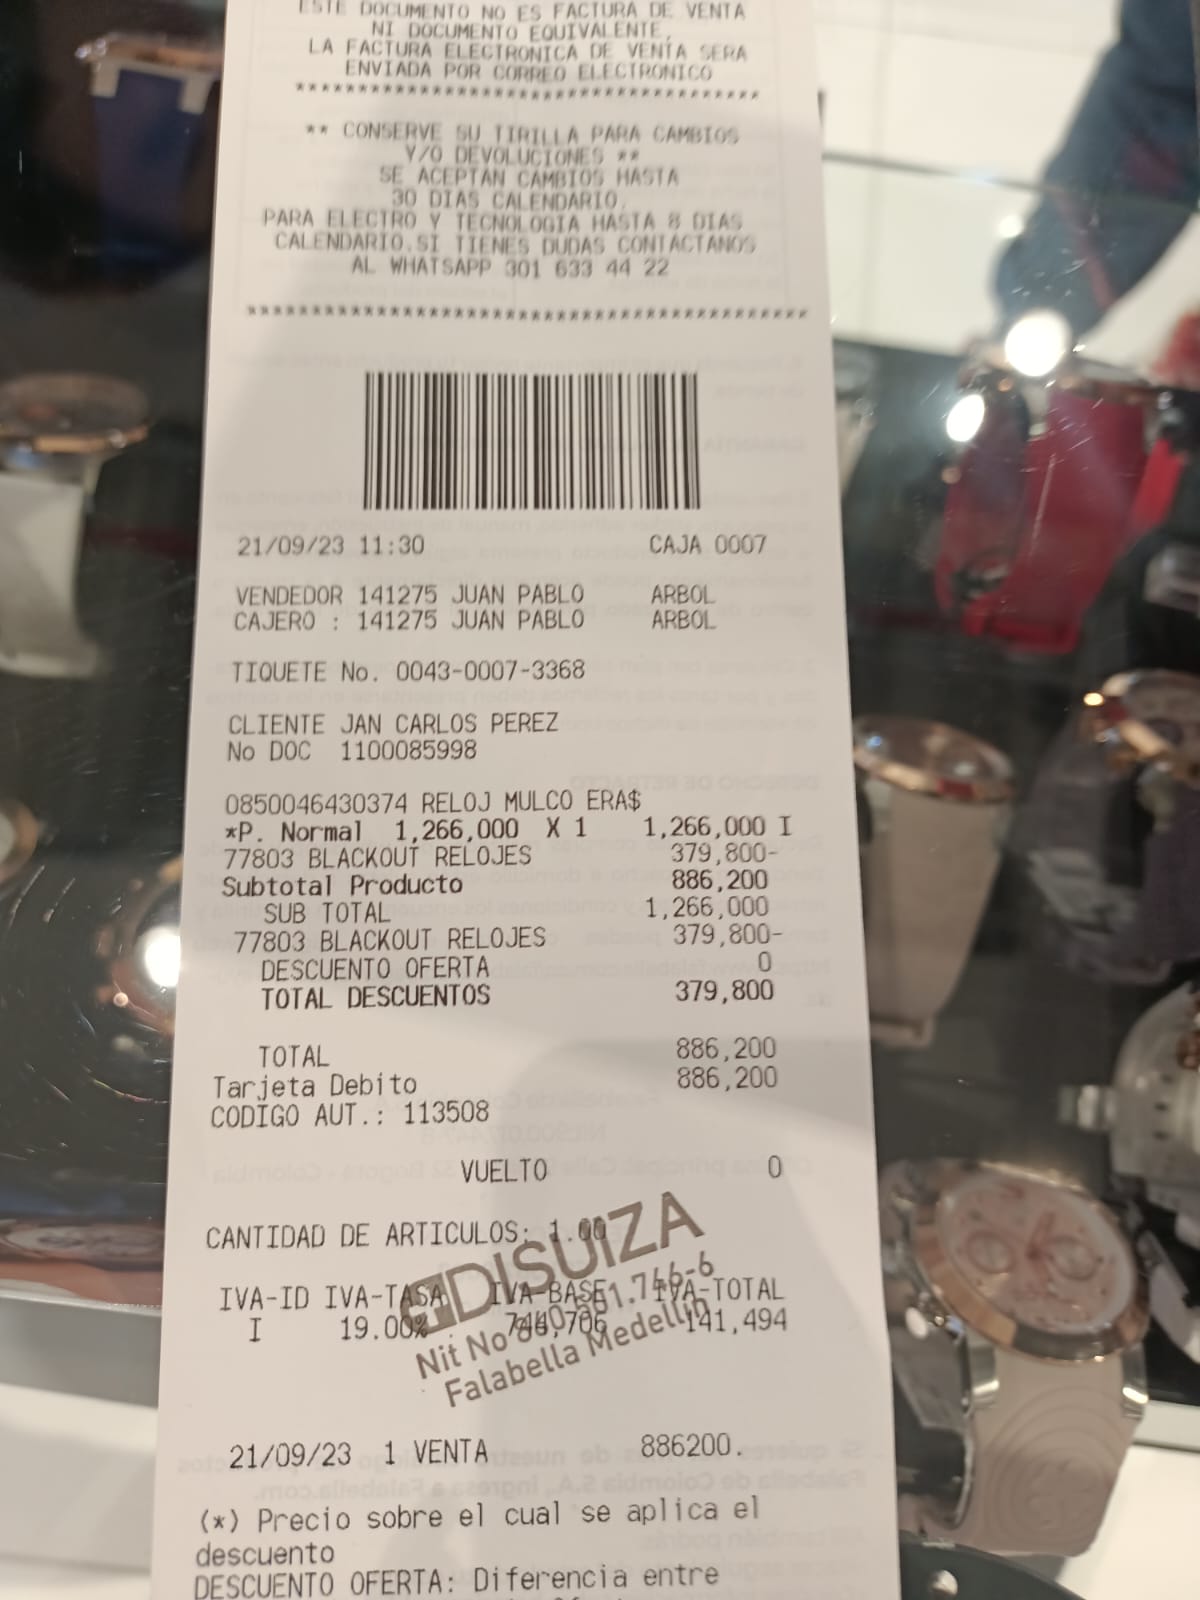 ESTE DOCUMENTO NO ES FACTURA DE VENTA
NI DOCUMENTO EQUIVALENTE,
LA FACTURA ELECTRONICA DE VENTA SERA
ENVIADA POR CORREO ELECTRONICO
****************************************
** CONSERVE SU TIRILLA PARA CAMBIOS
Y/O DEVOLUCIONES **
SE ACEPTAN CAMBIOS HASTA
30 DIAS CALENDARIO.
PARA ELECTRO Y TECNOLOGIA HASTA 8 DIAS
CALENDARIO.SI TIENES DUDAS CONTACTANOS
AL WHATSAPP 301 633 44 22
********************************************
21/09/23 11:30 CAJA 0007
VENDEDOR 141275 JUAN PABLO ARBOL
CAJERO : 141275 JUAN PABLO ARBOL
TIQUETE No. 0043-0007-3368
CLIENTE JAN CARLOS PEREZ
No DOC 1100085998
0850046430374 RELOJ MULCO ERA$
*P. Normal 1,266,000 X 1 1,266,000 I
77803 BLACKOUT RELOJES 379,800-
Subtotal Producto 886,200
SUB TOTAL 1,266,000
77803 BLACKOUT RELOJES 379,800-
DESCUENTO OFERTA 0
TOTAL DESCUENTOS 379,800
TOTAL 886,200
Tarjeta Debito 886,200
CODIGO AUT.: 113508
VUELTO 0
CANTIDAD DE ARTICULOS: 1.00
IVA-ID IVA-TASA IVA-BASE IVA-TOTAL
I 19.00% 744,706 141,494
DISUIZA
Nit No
Falabella Medellín
21/09/23 1 VENTA 886200.
(*) Precio sobre el cual se aplica el
descuento
DESCUENTO OFERTA: Diferencia entre